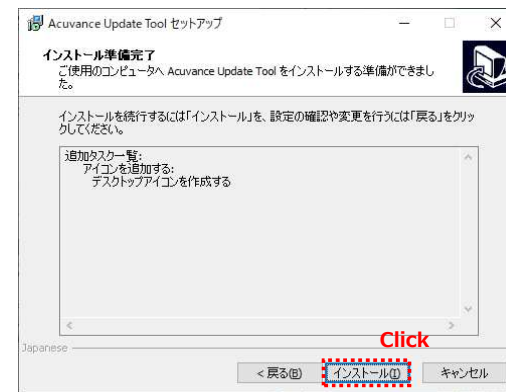 Acuvance Update Tool セットアップ
インストール準備完了
ご使用のコンピュータへ Acuvance Update Tool をインストールする準備ができまし
た。
インストールを続行するには「インストール」を、設定の確認や変更を行うには「戻る」をクリッ
クしてください。
追加タスク一覧:
アイコンを追加する:
デスクトップアイコンを作成する
Click
Japanese
< 戻る(B)
インストール(I)
キャンセル